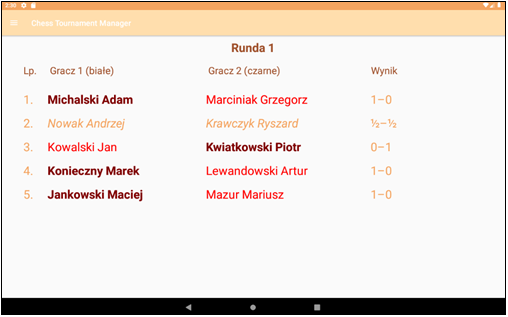 2:30
Chess Tournament Manager
Runda 1
Lp. Gracz 1 (białe) Gracz 2 (czarne) Wynik
1. Michalski Adam Marciniak Grzegorz 1–0
2. Nowak Andrzej Krawczyk Ryszard ½–½
3. Kowalski Jan Kwiatkowski Piotr 0–1
4. Konieczny Marek Lewandowski Artur 1–0
5. Jankowski Maciej Mazur Mariusz 1–0